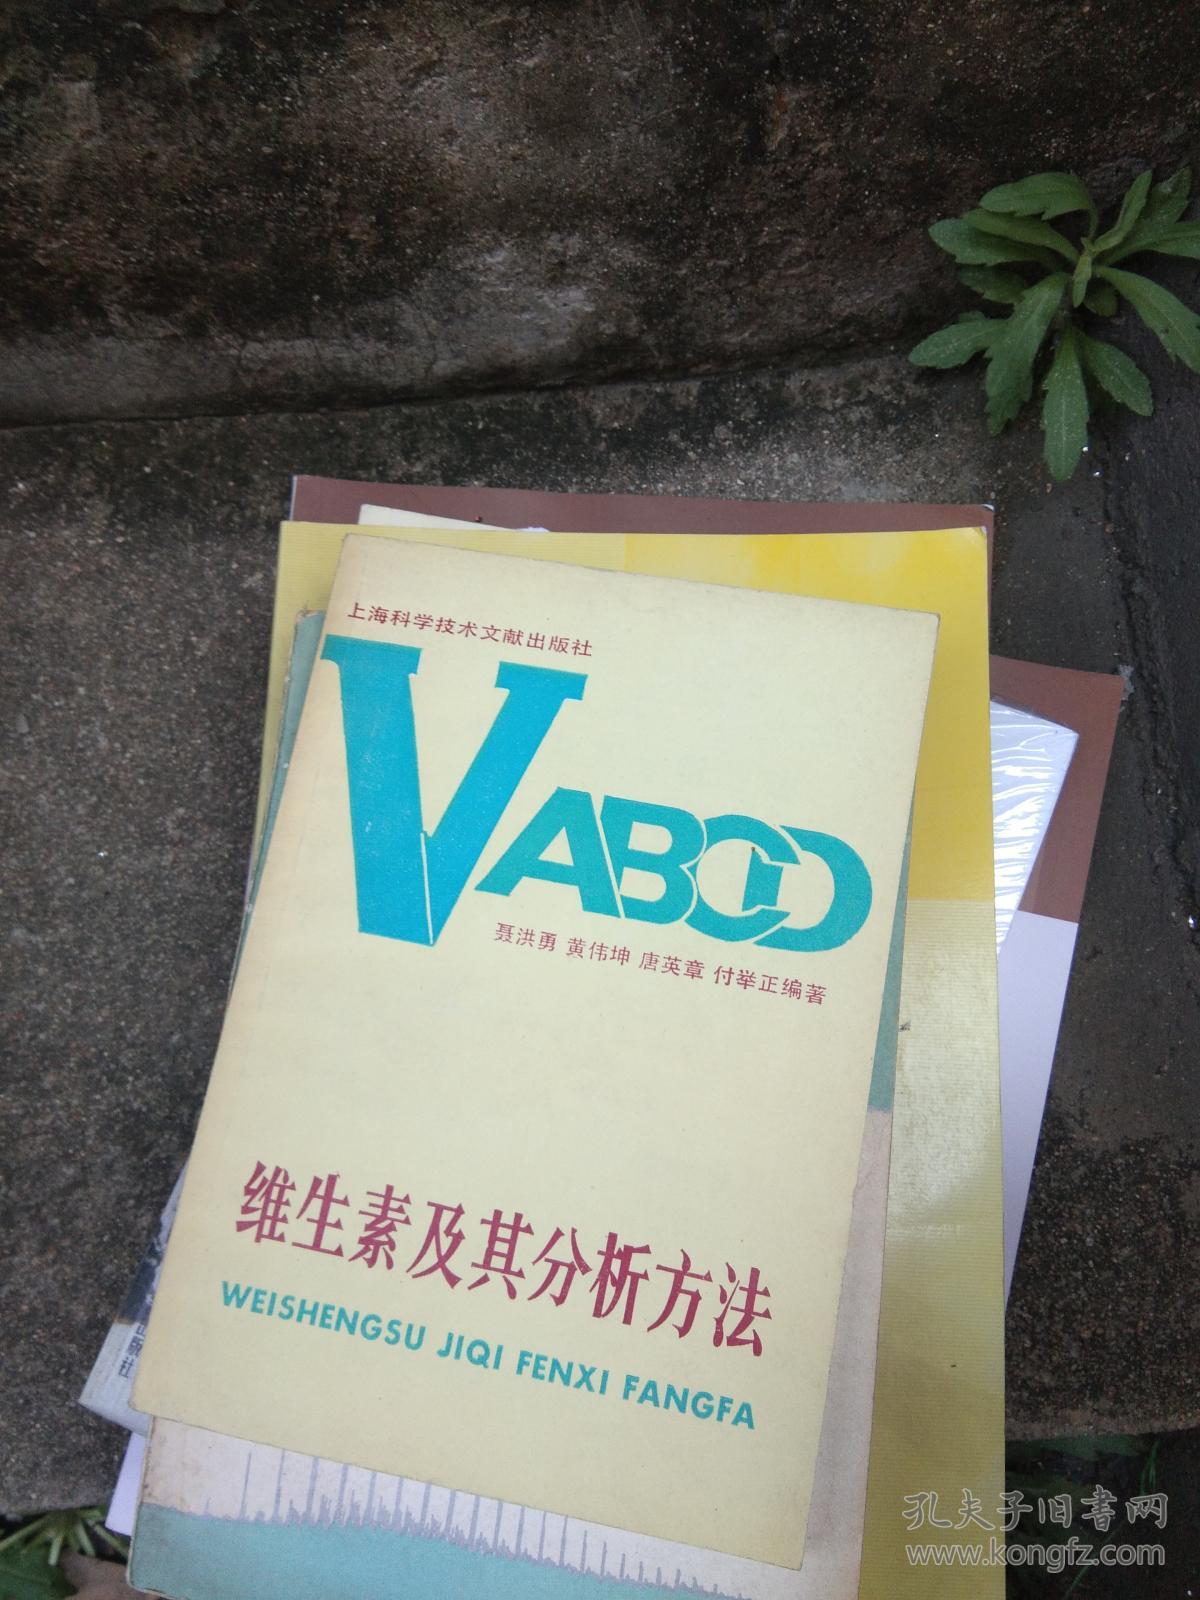 上海科学技术文献出版社
VABCD
聂洪勇 黄伟坤 唐英章 付举正编著
维生素及其分析方法
WEISHENGSU JIQI FENXI FANGFA
版社
孔夫子旧书网
www.kongfz.com